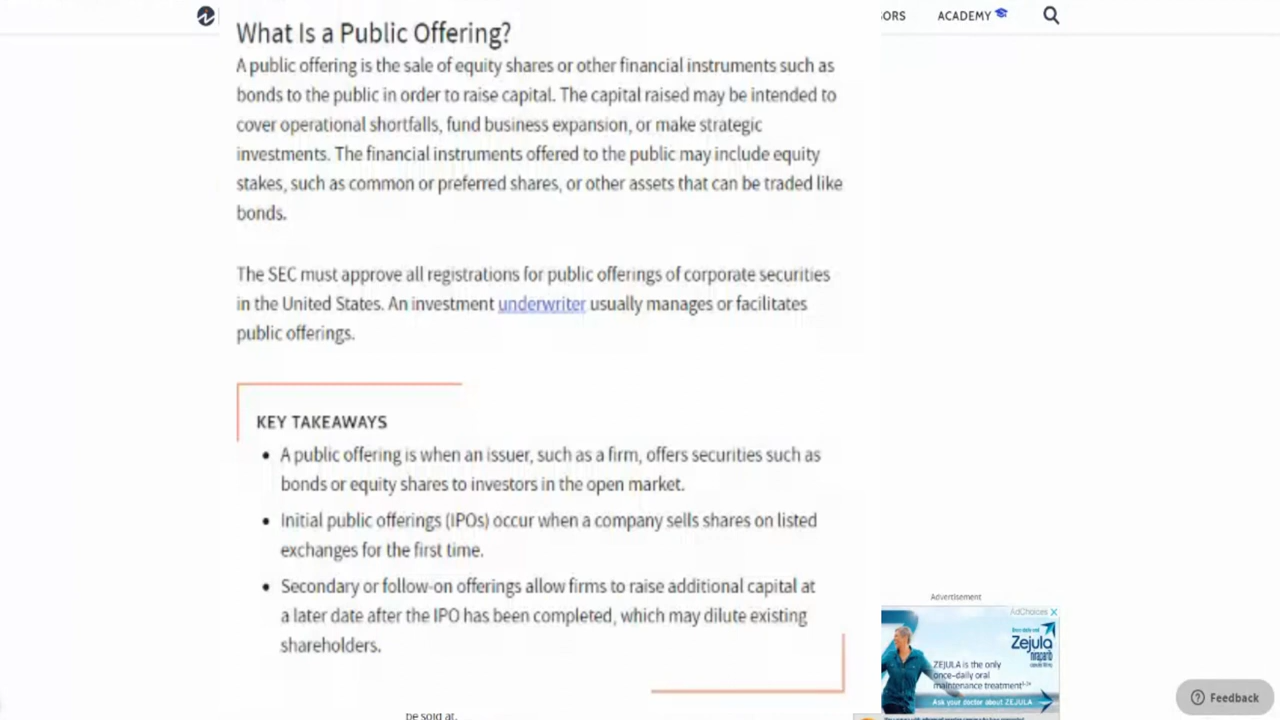 ORS ACADEMY
What Is a Public Offering?
A public offering is the sale of equity shares or other financial instruments such as
bonds to the public in order to raise capital. The capital raised may be intended to
cover operational shortfalls, fund business expansion, or make strategic
investments. The financial instruments offered to the public may include equity
stakes, such as common or preferred shares, or other assets that can be traded like
bonds.
The SEC must approve all registrations for public offerings of corporate securities
in the United States. An investment underwriter usually manages or facilitates
public offerings.
KEY TAKEAWAYS
• A public offering is when an issuer, such as a firm, offers securities such as
bonds or equity shares to investors in the open market.
• Initial public offerings (IPOs) occur when a company sells shares on listed
exchanges for the first time.
• Secondary or follow-on offerings allow firms to raise additional capital at
a later date after the IPO has been completed, which may dilute existing
shareholders.
be sold at.
Advertisement
AdChoices X
Zejula
niraparib
ZEJULA is the only
once-daily oral
maintenance treatment
Ask your doctor about ZEJULA
Feedback